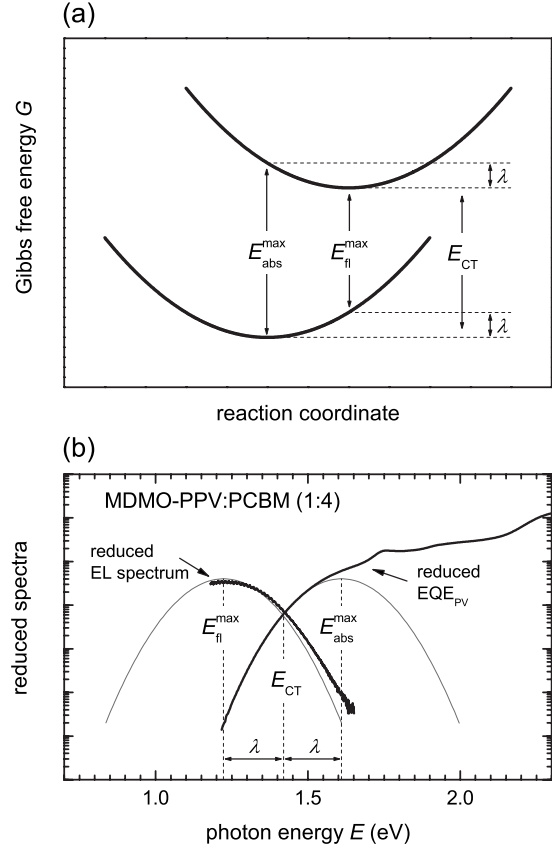 (a)
Gibbs free energy G
λ
E_abs^max
E_fl^max
E_CT
λ
reaction coordinate
(b)
MDMO-PPV:PCBM (1:4)
reduced
EL spectrum
reduced
EQE_PV
E_fl^max
E_abs^max
E_CT
λ
λ
reduced spectra
1.0
1.5
2.0
photon energy E (eV)